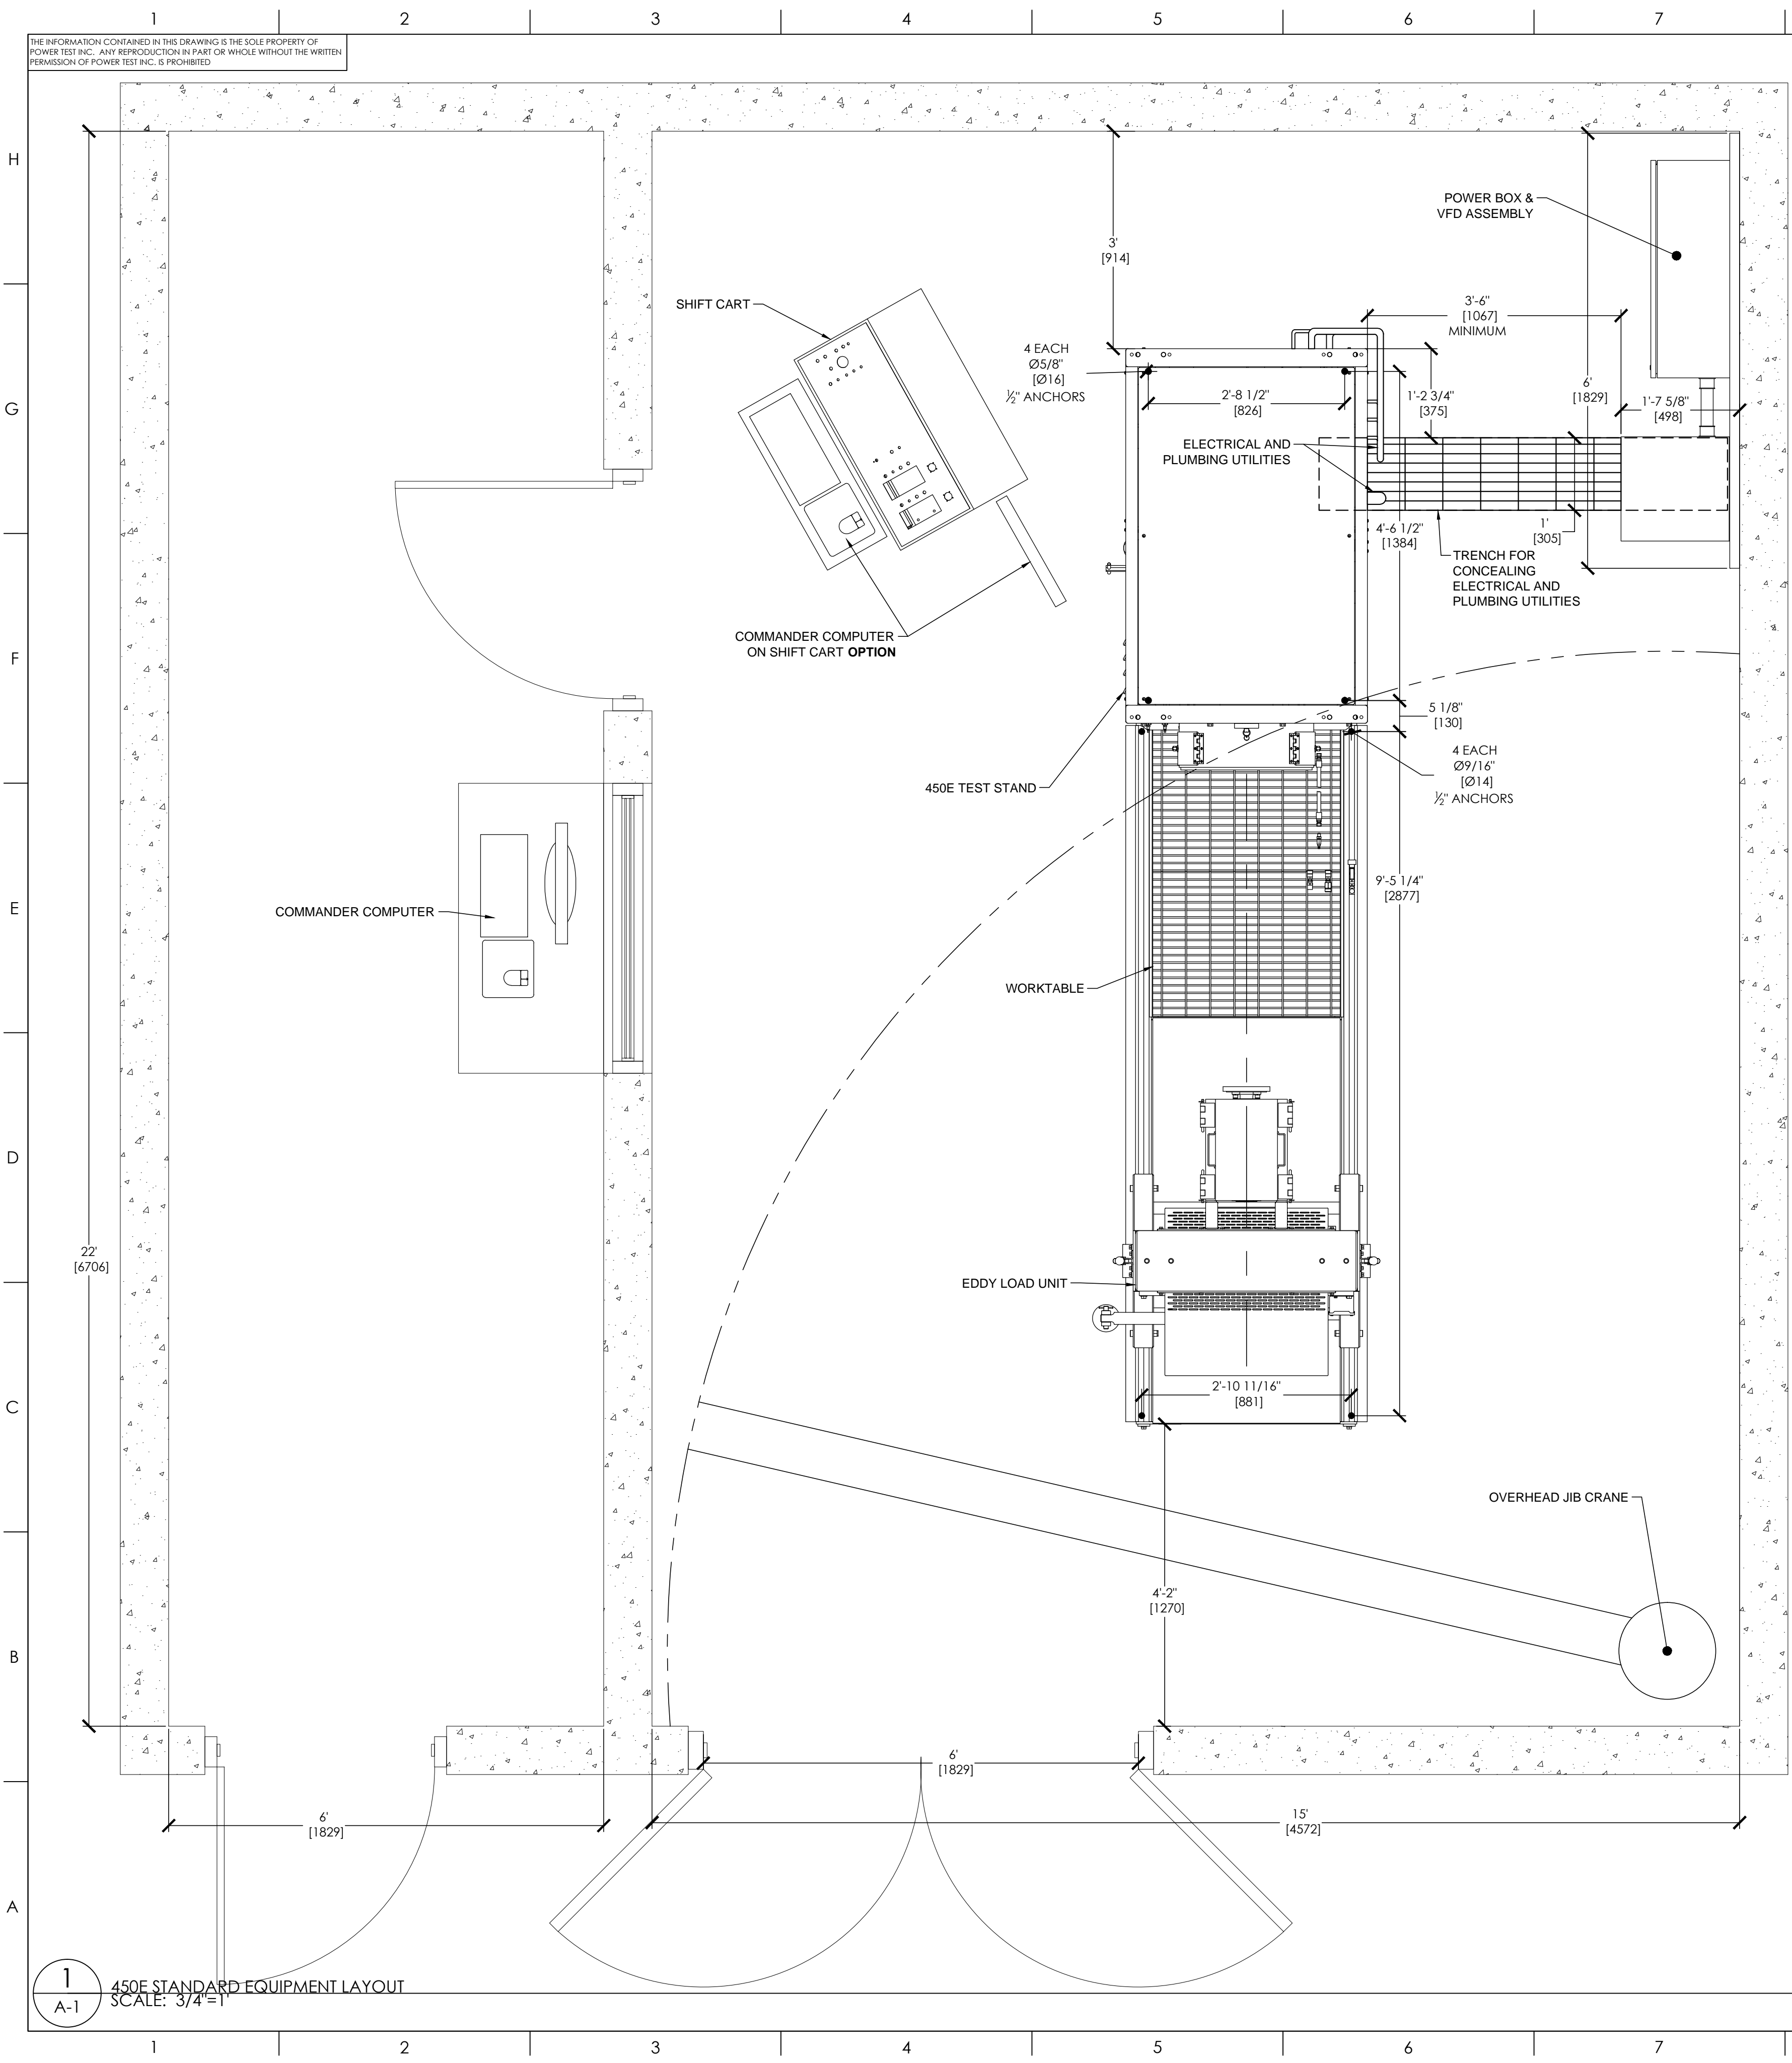 1 2 3 4 5 6 7
THE INFORMATION CONTAINED IN THIS DRAWING IS THE SOLE PROPERTY OF
POWER TEST INC. ANY REPRODUCTION IN PART OR WHOLE WITHOUT THE WRITTEN
PERMISSION OF POWER TEST INC. IS PROHIBITED
H
POWER BOX &
VFD ASSEMBLY
3'
[914]
SHIFT CART
3'-6"
[1067]
MINIMUM
4 EACH
Ø5/8"
[Ø16]
½" ANCHORS
2'-8 1/2"
[826]
1'-2 3/4"
[375]
6'
[1829]
1'-7 5/8"
[498]
G
ELECTRICAL AND
PLUMBING UTILITIES
4'-6 1/2"
[1384]
1'
[305]
TRENCH FOR
CONCEALING
ELECTRICAL AND
PLUMBING UTILITIES
COMMANDER COMPUTER
ON SHIFT CART OPTION
F
5 1/8"
[130]
4 EACH
Ø9/16"
[Ø14]
½" ANCHORS
450E TEST STAND
9'-5 1/4"
[2877]
E
COMMANDER COMPUTER
WORKTABLE
D
22'
[6706]
EDDY LOAD UNIT
2'-10 11/16"
[881]
C
OVERHEAD JIB CRANE
4'-2"
[1270]
B
6'
[1829]
6'
[1829]
15'
[4572]
A
1
A-1
450E STANDARD EQUIPMENT LAYOUT
SCALE: 3/4"=1'
1 2 3 4 5 6 7